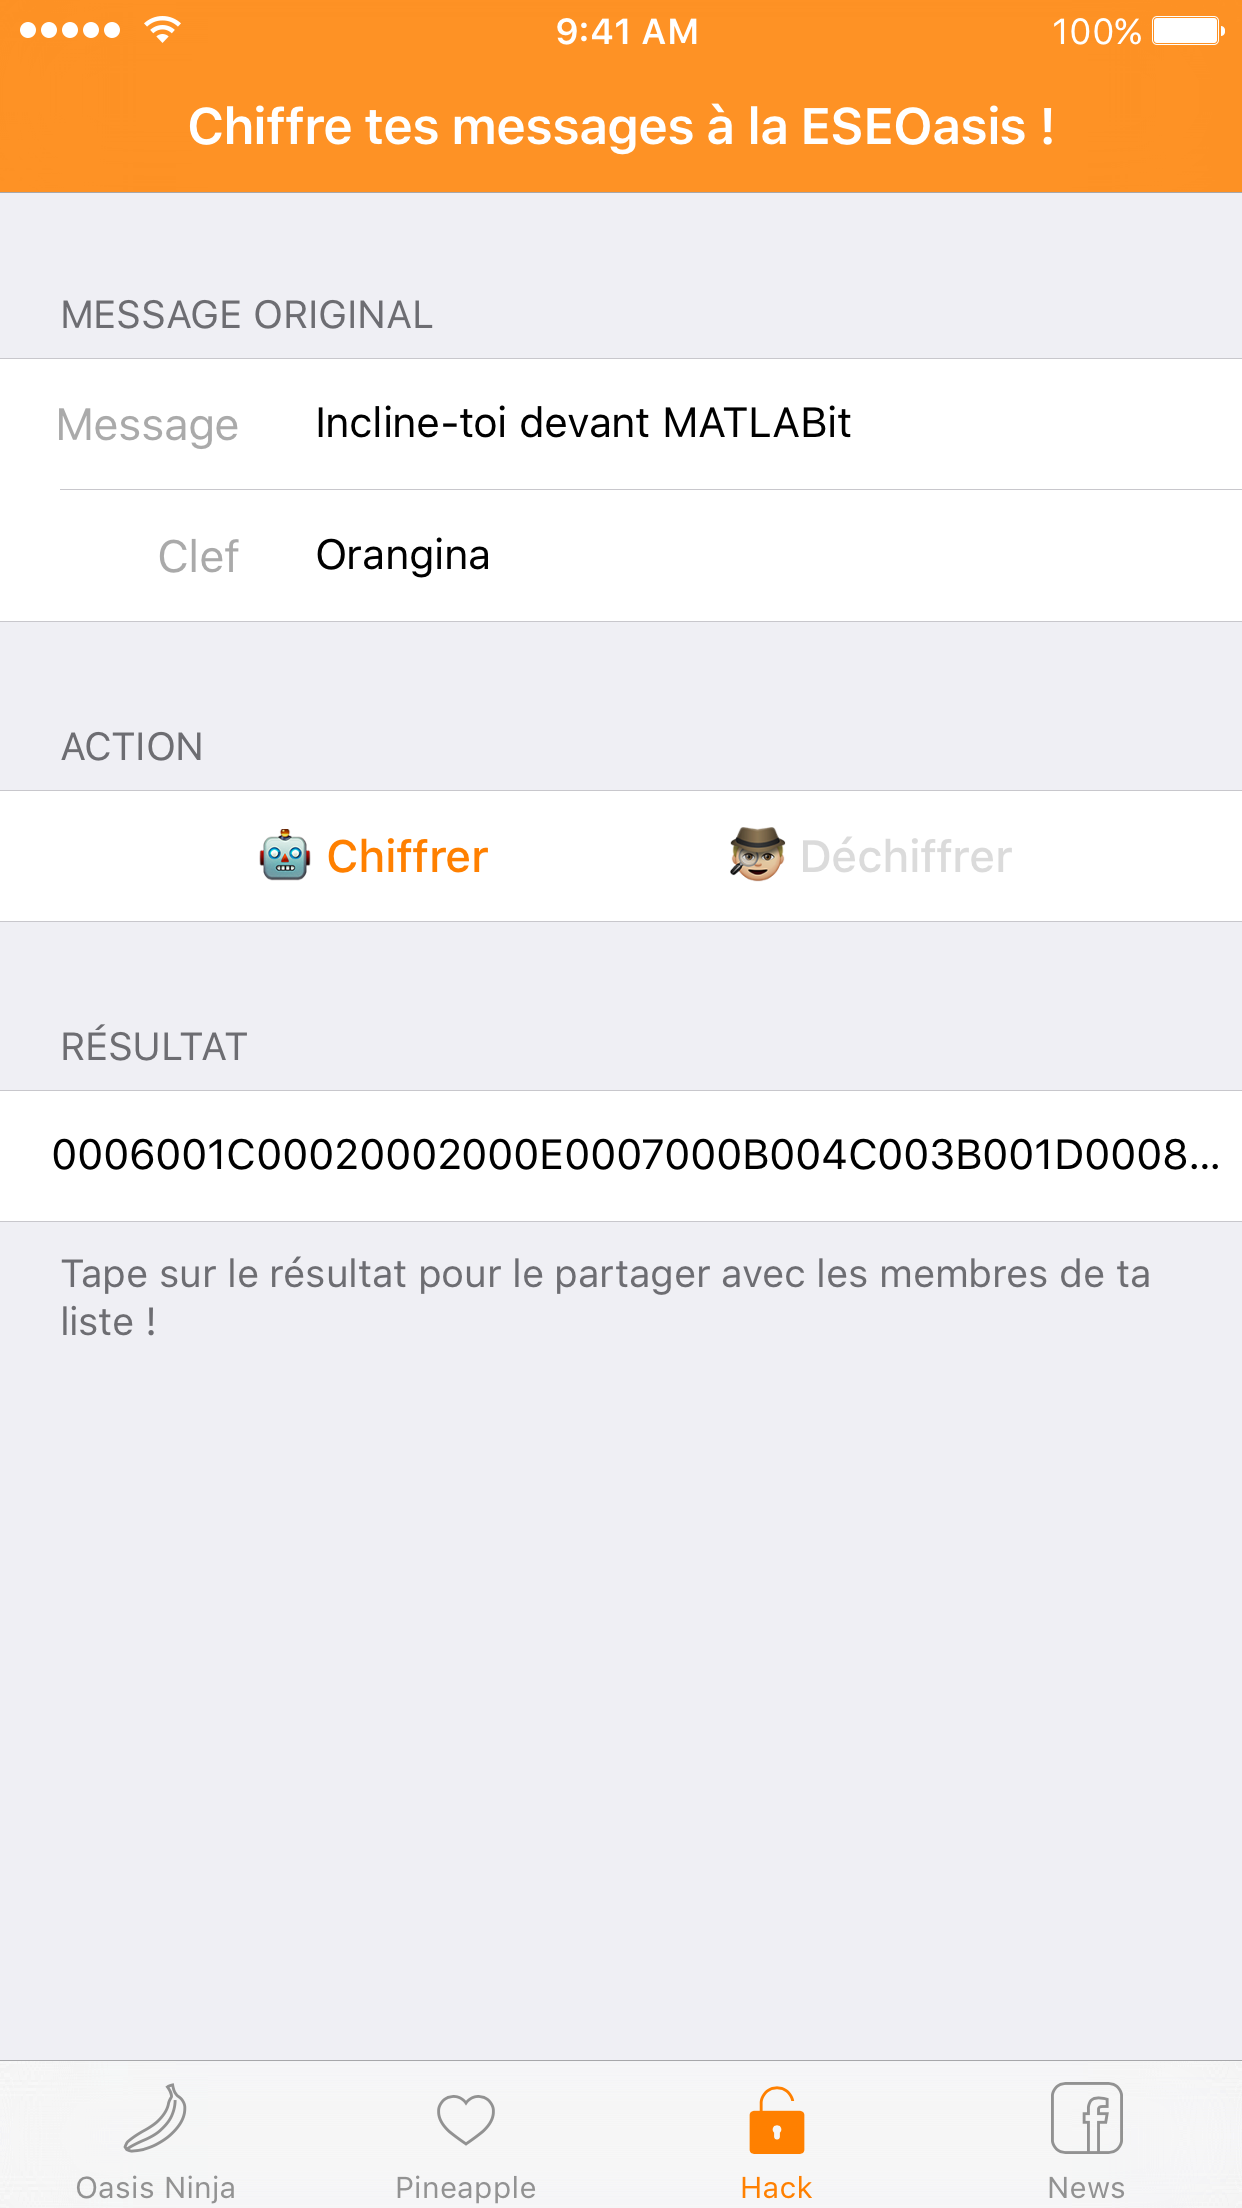 9:41 AM 100%
Chiffre tes messages à la ESEOasis !
MESSAGE ORIGINAL
Message Incline-toi devant MATLABit
Clef Orangina
ACTION
Chiffrer Déchiffrer
RÉSULTAT
0006001C00020002000E0007000B004C003B001D0008...
Tape sur le résultat pour le partager avec les membres de ta
liste !
Oasis Ninja Pineapple Hack News